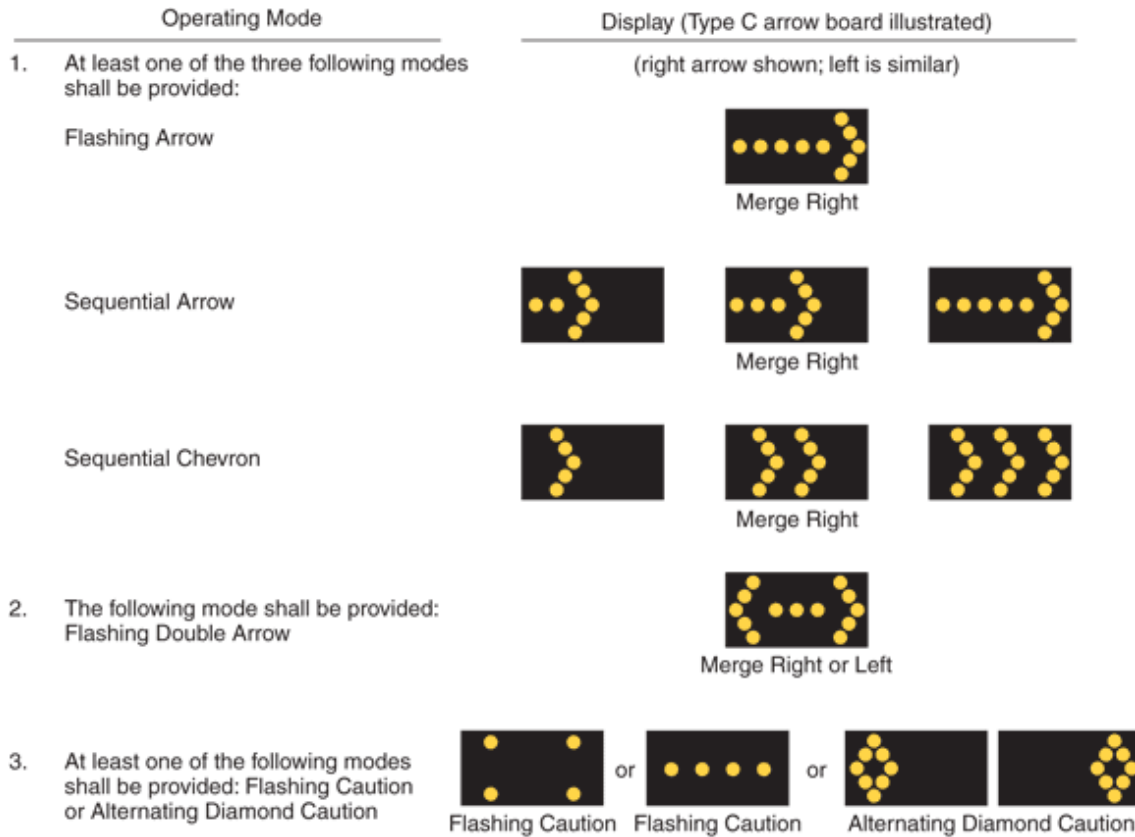 Operating Mode
Display (Type C arrow board illustrated)
1. At least one of the three following modes
shall be provided:
(right arrow shown; left is similar)
Flashing Arrow
Merge Right
Sequential Arrow
Merge Right
Sequential Chevron
Merge Right
2. The following mode shall be provided:
Flashing Double Arrow
Merge Right or Left
3. At least one of the following modes
shall be provided: Flashing Caution
or Alternating Diamond Caution
or
or
Flashing Caution
Flashing Caution
Alternating Diamond Caution